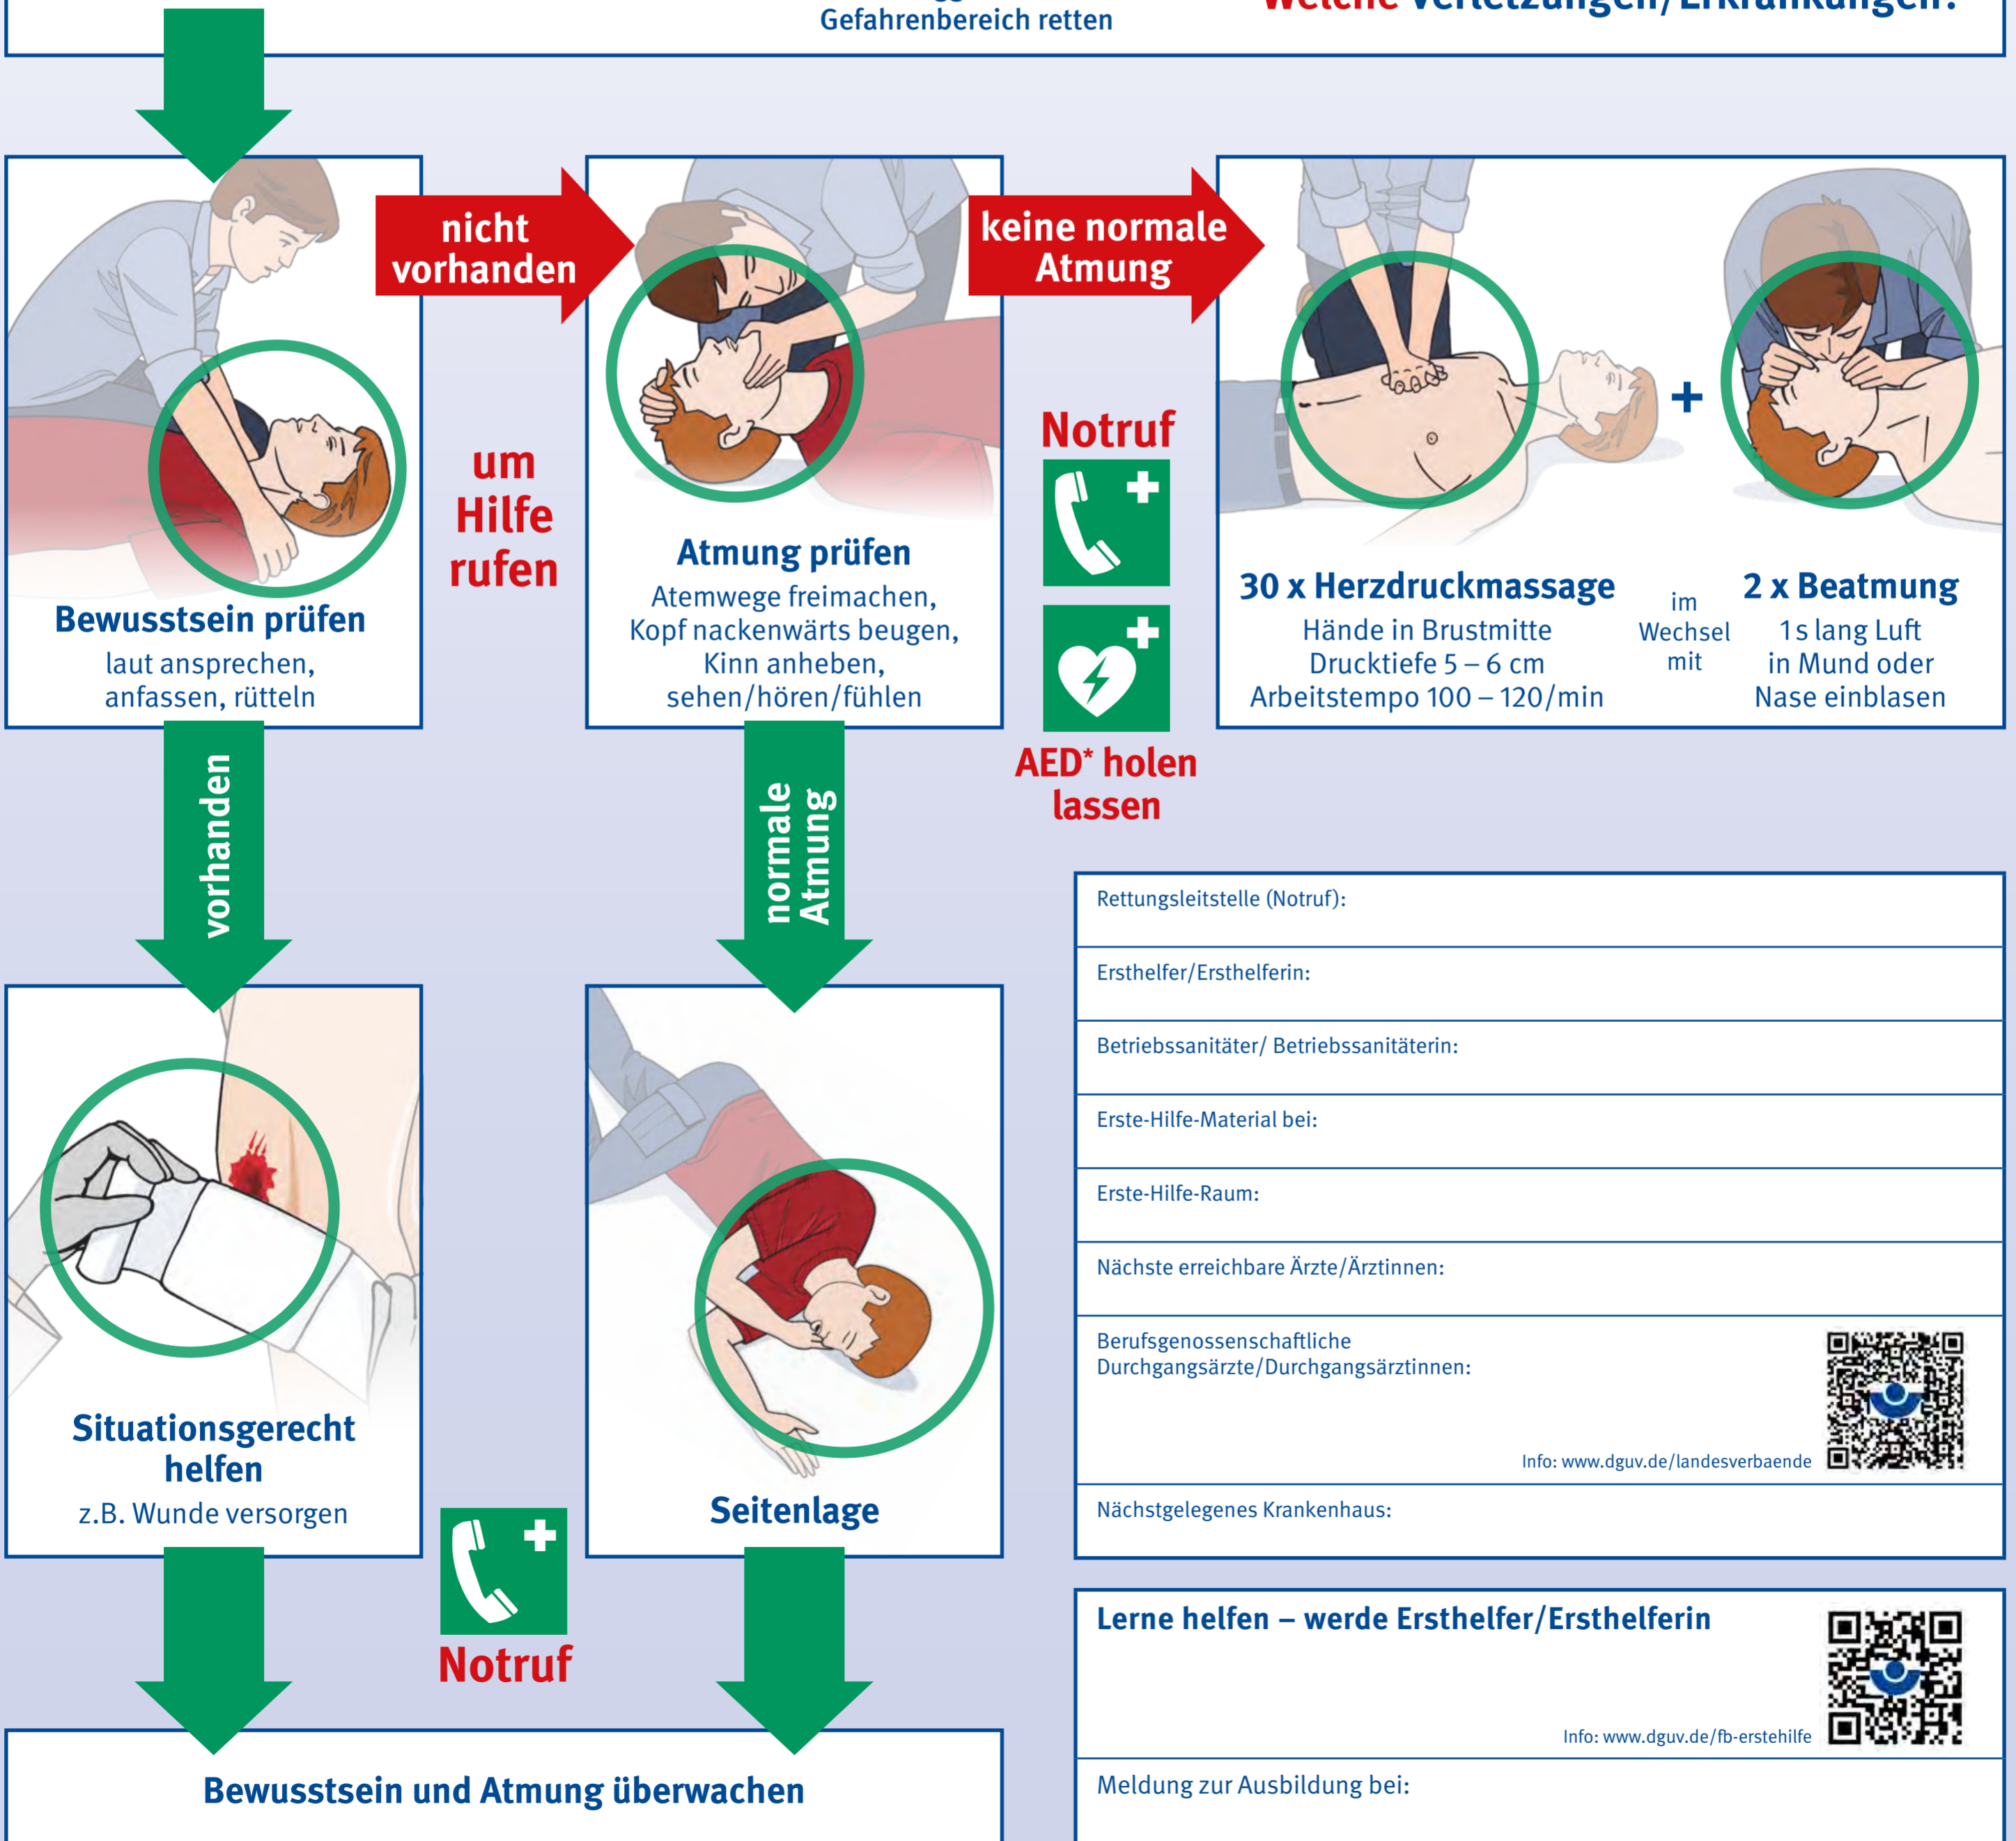 Gefahrenbereich retten
Welche Verletzungen/Erkrankungen?
nicht
vorhanden
keine normale
Atmung
um
Hilfe
rufen
Notruf
Bewusstsein prüfen
laut ansprechen,
anfassen, rütteln
Atmung prüfen
Atemwege freimachen,
Kopf nackenwärts beugen,
Kinn anheben,
sehen/hören/fühlen
+
30 x Herzdruckmassage
Hände in Brustmitte
Drucktiefe 5 – 6 cm
Arbeitstempo 100 – 120/min
im
Wechsel
mit
2 x Beatmung
1 s lang Luft
in Mund oder
Nase einblasen
AED* holen
lassen
vorhanden
normale
Atmung
Situationsgerecht
helfen
z.B. Wunde versorgen
Seitenlage
Notruf
Bewusstsein und Atmung überwachen
Rettungsleitstelle (Notruf):
Ersthelfer/Ersthelferin:
Betriebssanitäter/ Betriebssanitäterin:
Erste-Hilfe-Material bei:
Erste-Hilfe-Raum:
Nächste erreichbare Ärzte/Ärztinnen:
Berufsgenossenschaftliche
Durchgangsärzte/Durchgangsärztinnen:
Info: www.dguv.de/landesverbaende
Nächstgelegenes Krankenhaus:
Lerne helfen – werde Ersthelfer/Ersthelferin
Info: www.dguv.de/fb-erstehilfe
Meldung zur Ausbildung bei: